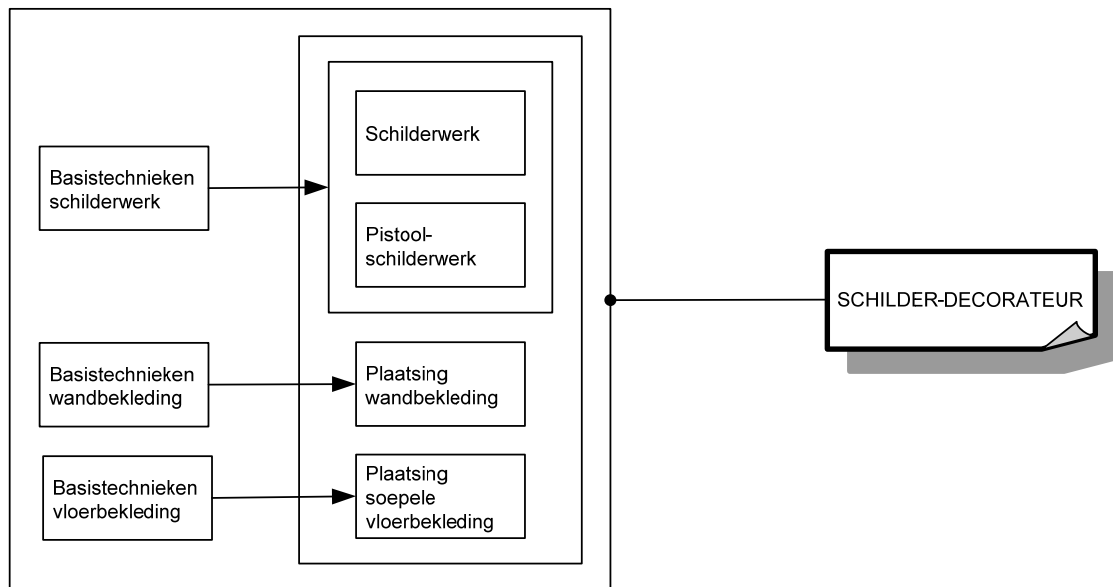 Schilderwerk
Basistechnieken
schilderwerk
Pistool-
schilderwerk
SCHILDER-DECORATEUR
Basistechnieken
wandbekleding
Plaatsing
wandbekleding
Basistechnieken
vloerbekleding
Plaatsing
soepele
vloerbekleding